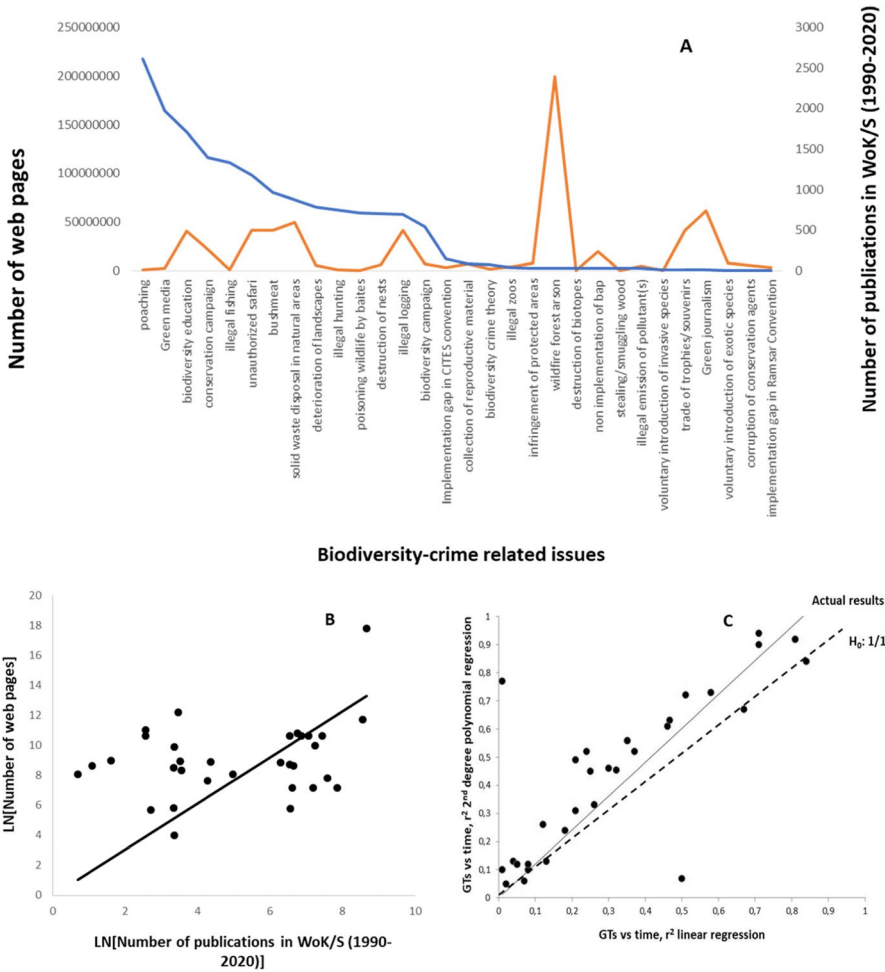 A
Number of web pages
250000000
200000000
150000000
100000000
50000000
0
3000
2500
2000
1500
1000
500
0
Number of publications in WoK/S (1990-2020)
poaching
Green media
biodiversity education
conservation campaign
illegal fishing
unauthorized safari
bushmeat
solid waste disposal in natural areas
deterioration of landscapes
illegal hunting
poisoning wildlife by baites
destruction of nests
illegal logging
biodiversity campaign
Implementation gap in CITES convention
collection of reproductive material
biodiversity crime theory
illegal zoos
infringement of protected areas
wildfire forest arson
destruction of biotopes
non implementation of bap
stealing/smuggling wood
illegal emission of pollutant(s)
voluntary introduction of invasive species
trade of trophies/souvenirs
Green journalism
voluntary introduction of exotic species
corruption of conservation agents
implementation gap in Ramsar Convention
Biodiversity-crime related issues
B
LN[Number of web pages]
20
18
16
14
12
10
8
6
4
2
0
0 2 4 6 8 10
LN[Number of publications in WoK/S (1990-
2020)]
C
Actual results
H0: 1/1
GTs vs time, r2 2nd degree polynomial regression
1
0,9
0,8
0,7
0,6
0,5
0,4
0,3
0,2
0,1
0
0 0,1 0,2 0,3 0,4 0,5 0,6 0,7 0,8 0,9 1
GTs vs time, r2 linear regression